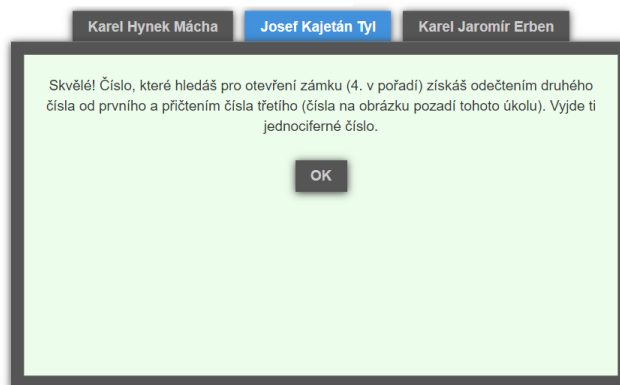 Karel Hynek Mácha
Josef Kajetán Tyl
Karel Jaromír Erben
Skvělé! Číslo, které hledáš pro otevření zámku (4. v pořadí) získáš odečtením druhého
čísla od prvního a přičtením čísla třetího (čísla na obrázku pozadí tohoto úkolu). Vyjde ti
jednociferné číslo.
OK